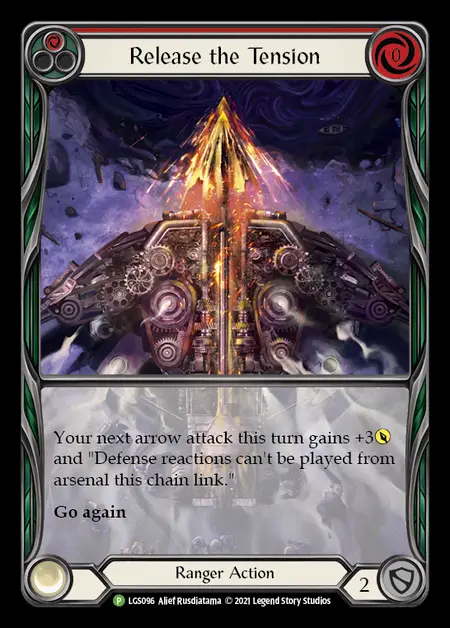 Release the Tension
0
Your next arrow attack this turn gains +3
and "Defense reactions can't be played from
arsenal this chain link."
Go again
Ranger Action
2
P LGS096 Alief Rusdiatama © 2021 Legend Story Studios